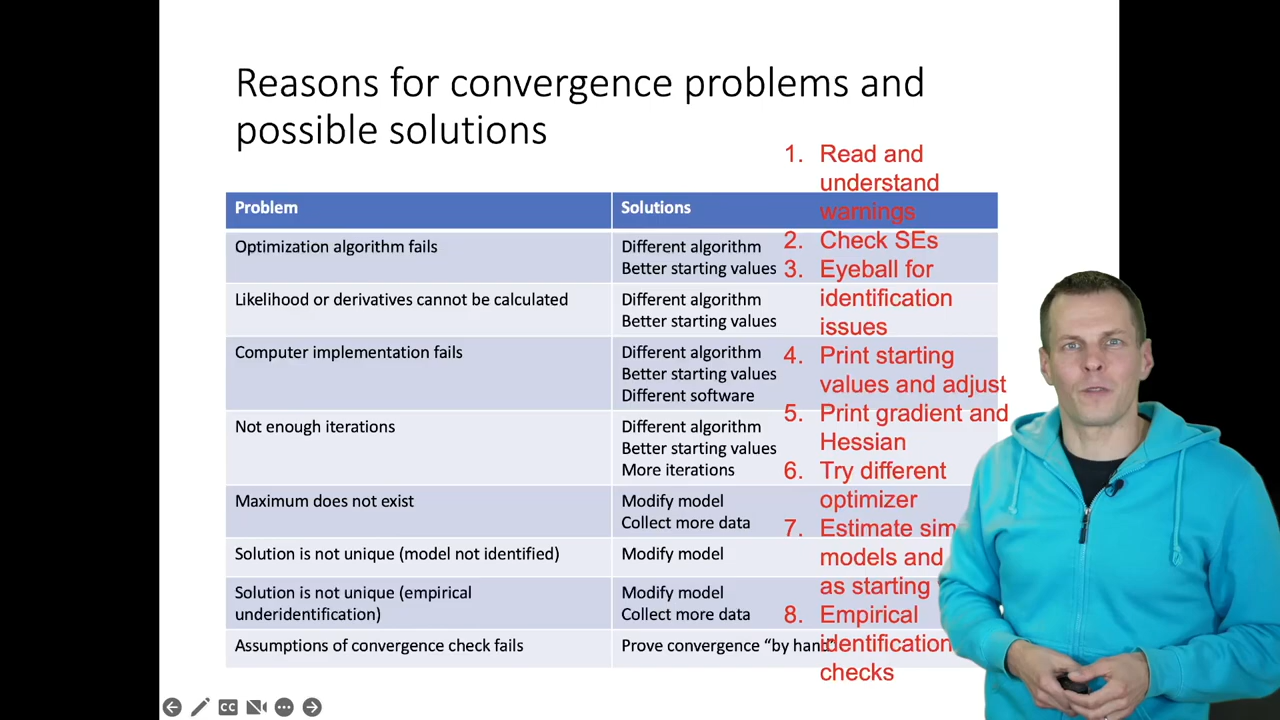 Reasons for convergence problems and
possible solutions
Problem
Solutions
Optimization algorithm fails
Different algorithm
Better starting values
Likelihood or derivatives cannot be calculated
Different algorithm
Better starting values
Computer implementation fails
Different algorithm
Better starting values
Different software
Not enough iterations
Different algorithm
Better starting values
More iterations
Maximum does not exist
Modify model
Collect more data
Solution is not unique (model not identified)
Modify model
Solution is not unique (empirical
underidentification)
Modify model
Collect more data
Assumptions of convergence check fails
Prove convergence “by hand”
1. Read and
understand
warnings
2. Check SEs
3. Eyeball for
identification
issues
4. Print starting
values and adjust
5. Print gradient and
Hessian
6. Try different
optimizer
7. Estimate
models and
as starting
8. Empirical
identification
checks
CC